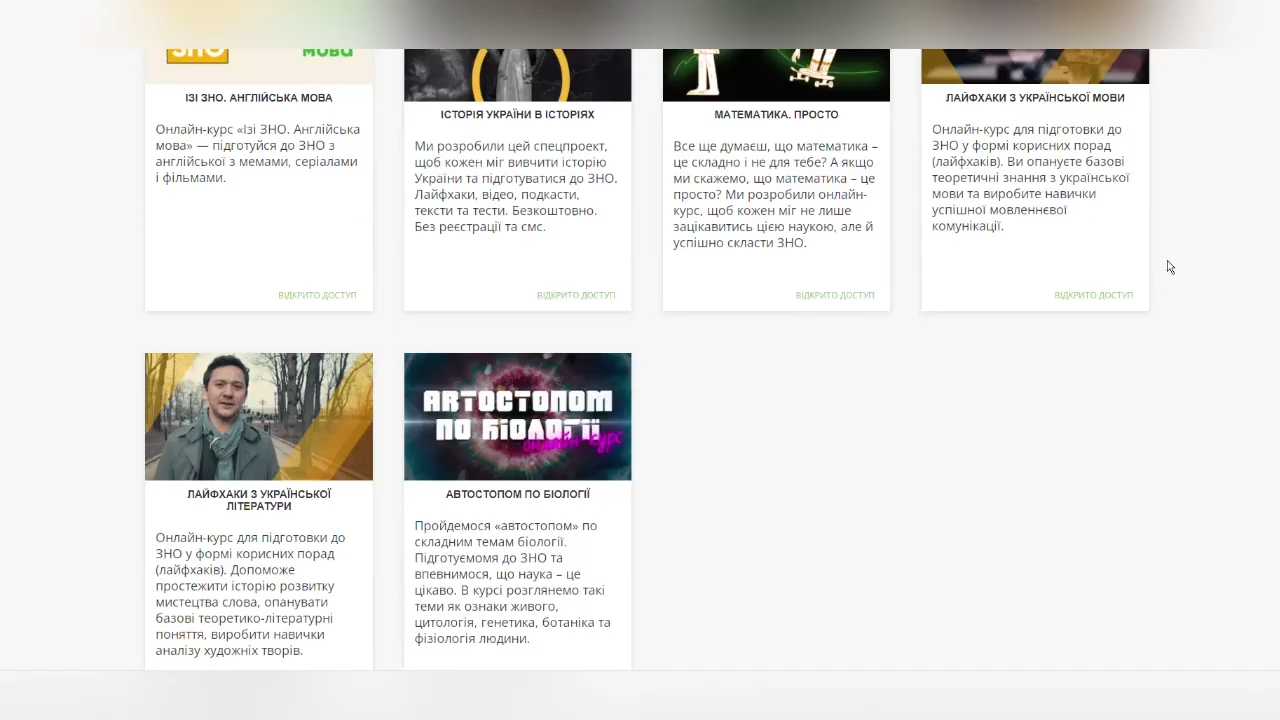 ЗНО
мова
ІЗІ ЗНО. АНГЛІЙСЬКА МОВА
Онлайн-курс «Ізі ЗНО. Англійська
мова» — підготуйся до ЗНО з
англійської з мемами, серіалами
і фільмами.
ВІДКРИТО ДОСТУП
ІСТОРІЯ УКРАЇНИ В ІСТОРІЯХ
Ми розробили цей спецпроект,
щоб кожен міг вивчити історію
України та підготуватися до ЗНО.
Лайфхаки, відео, подкасти,
тексти та тести. Безкоштовно.
Без реєстрації та смс.
ВІДКРИТО ДОСТУП
МАТЕМАТИКА. ПРОСТО
Все ще думаєш, що математика –
це складно і не для тебе? А якщо
ми скажемо, що математика – це
просто? Ми розробили онлайн-
курс, щоб кожен міг не лише
зацікавитись цією наукою, але й
успішно скласти ЗНО.
ВІДКРИТО ДОСТУП
ЛАЙФХАКИ З УКРАЇНСЬКОЇ МОВИ
Онлайн-курс для підготовки до
ЗНО у формі корисних порад
(лайфхаків). Ви опануєте базові
теоретичні знання з української
мови та виробите навички
успішної мовленнєвої
комунікації.
ВІДКРИТО ДОСТУП
ЛАЙФХАКИ З УКРАЇНСЬКОЇ
ЛІТЕРАТУРИ
Онлайн-курс для підготовки до
ЗНО у формі корисних порад
(лайфхаків). Допоможе
простежити історію розвитку
мистецтва слова, опанувати
базові теоретико-літературні
поняття, виробити навички
аналізу художніх творів.
АВТОСТОПОМ
ПО БІОЛОГІЇ
онлайн-курс
АВТОСТОПОМ ПО БІОЛОГІЇ
Пройдемося «автостопом» по
складним темам біології.
Підготуємомя до ЗНО та
впевнимося, що наука – це
цікаво. В курсі розглянемо такі
теми як ознаки живого,
цитологія, генетика, ботаніка та
фізіологія людини.